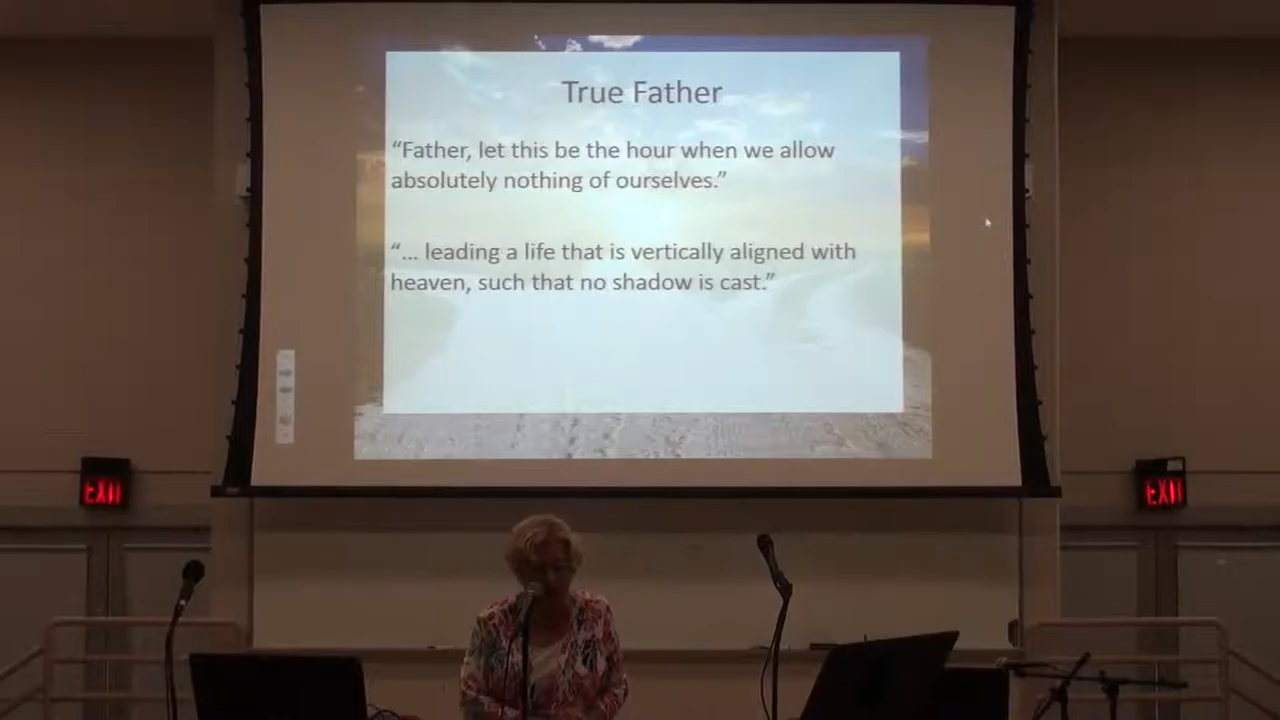 True Father
“Father, let this be the hour when we allow
absolutely nothing of ourselves.”
“... leading a life that is vertically aligned with
heaven, such that no shadow is cast.”
EXIT
EXIT